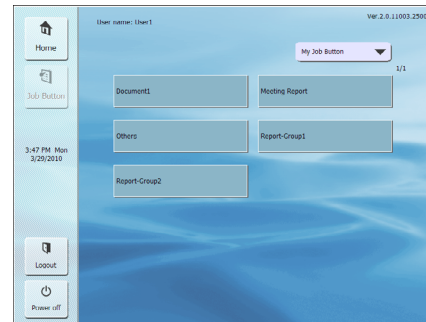 User name: User1
Ver.2.0.11003.2500
Home
My Job Button
1/1
Job Button
Document1
Meeting Report
Others
Report-Group1
3:47 PM Mon
3/29/2010
Report-Group2
Logout
Power off